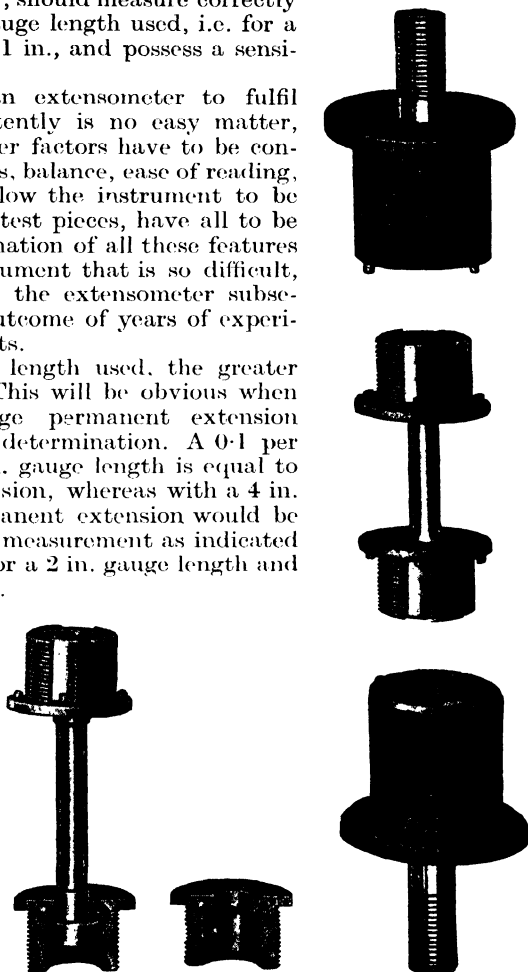 , should measure correctly
uge length used, i.e. for a
1 in., and possess a sensi-
n extensometer to fulfil
tently is no easy matter,
er factors have to be con-
s, balance, ease of reading,
low the instrument to be
test pieces, have all to be
nation of all these features
ument that is so difficult,
the extensometer subse-
utcome of years of experi-
ts.
length used, the greater
This will be obvious when
ge permanent extension
determination. A 0·1 per
. gauge length is equal to
sion, whereas with a 4 in.
anent extension would be
measurement as indicated
or a 2 in. gauge length and
.